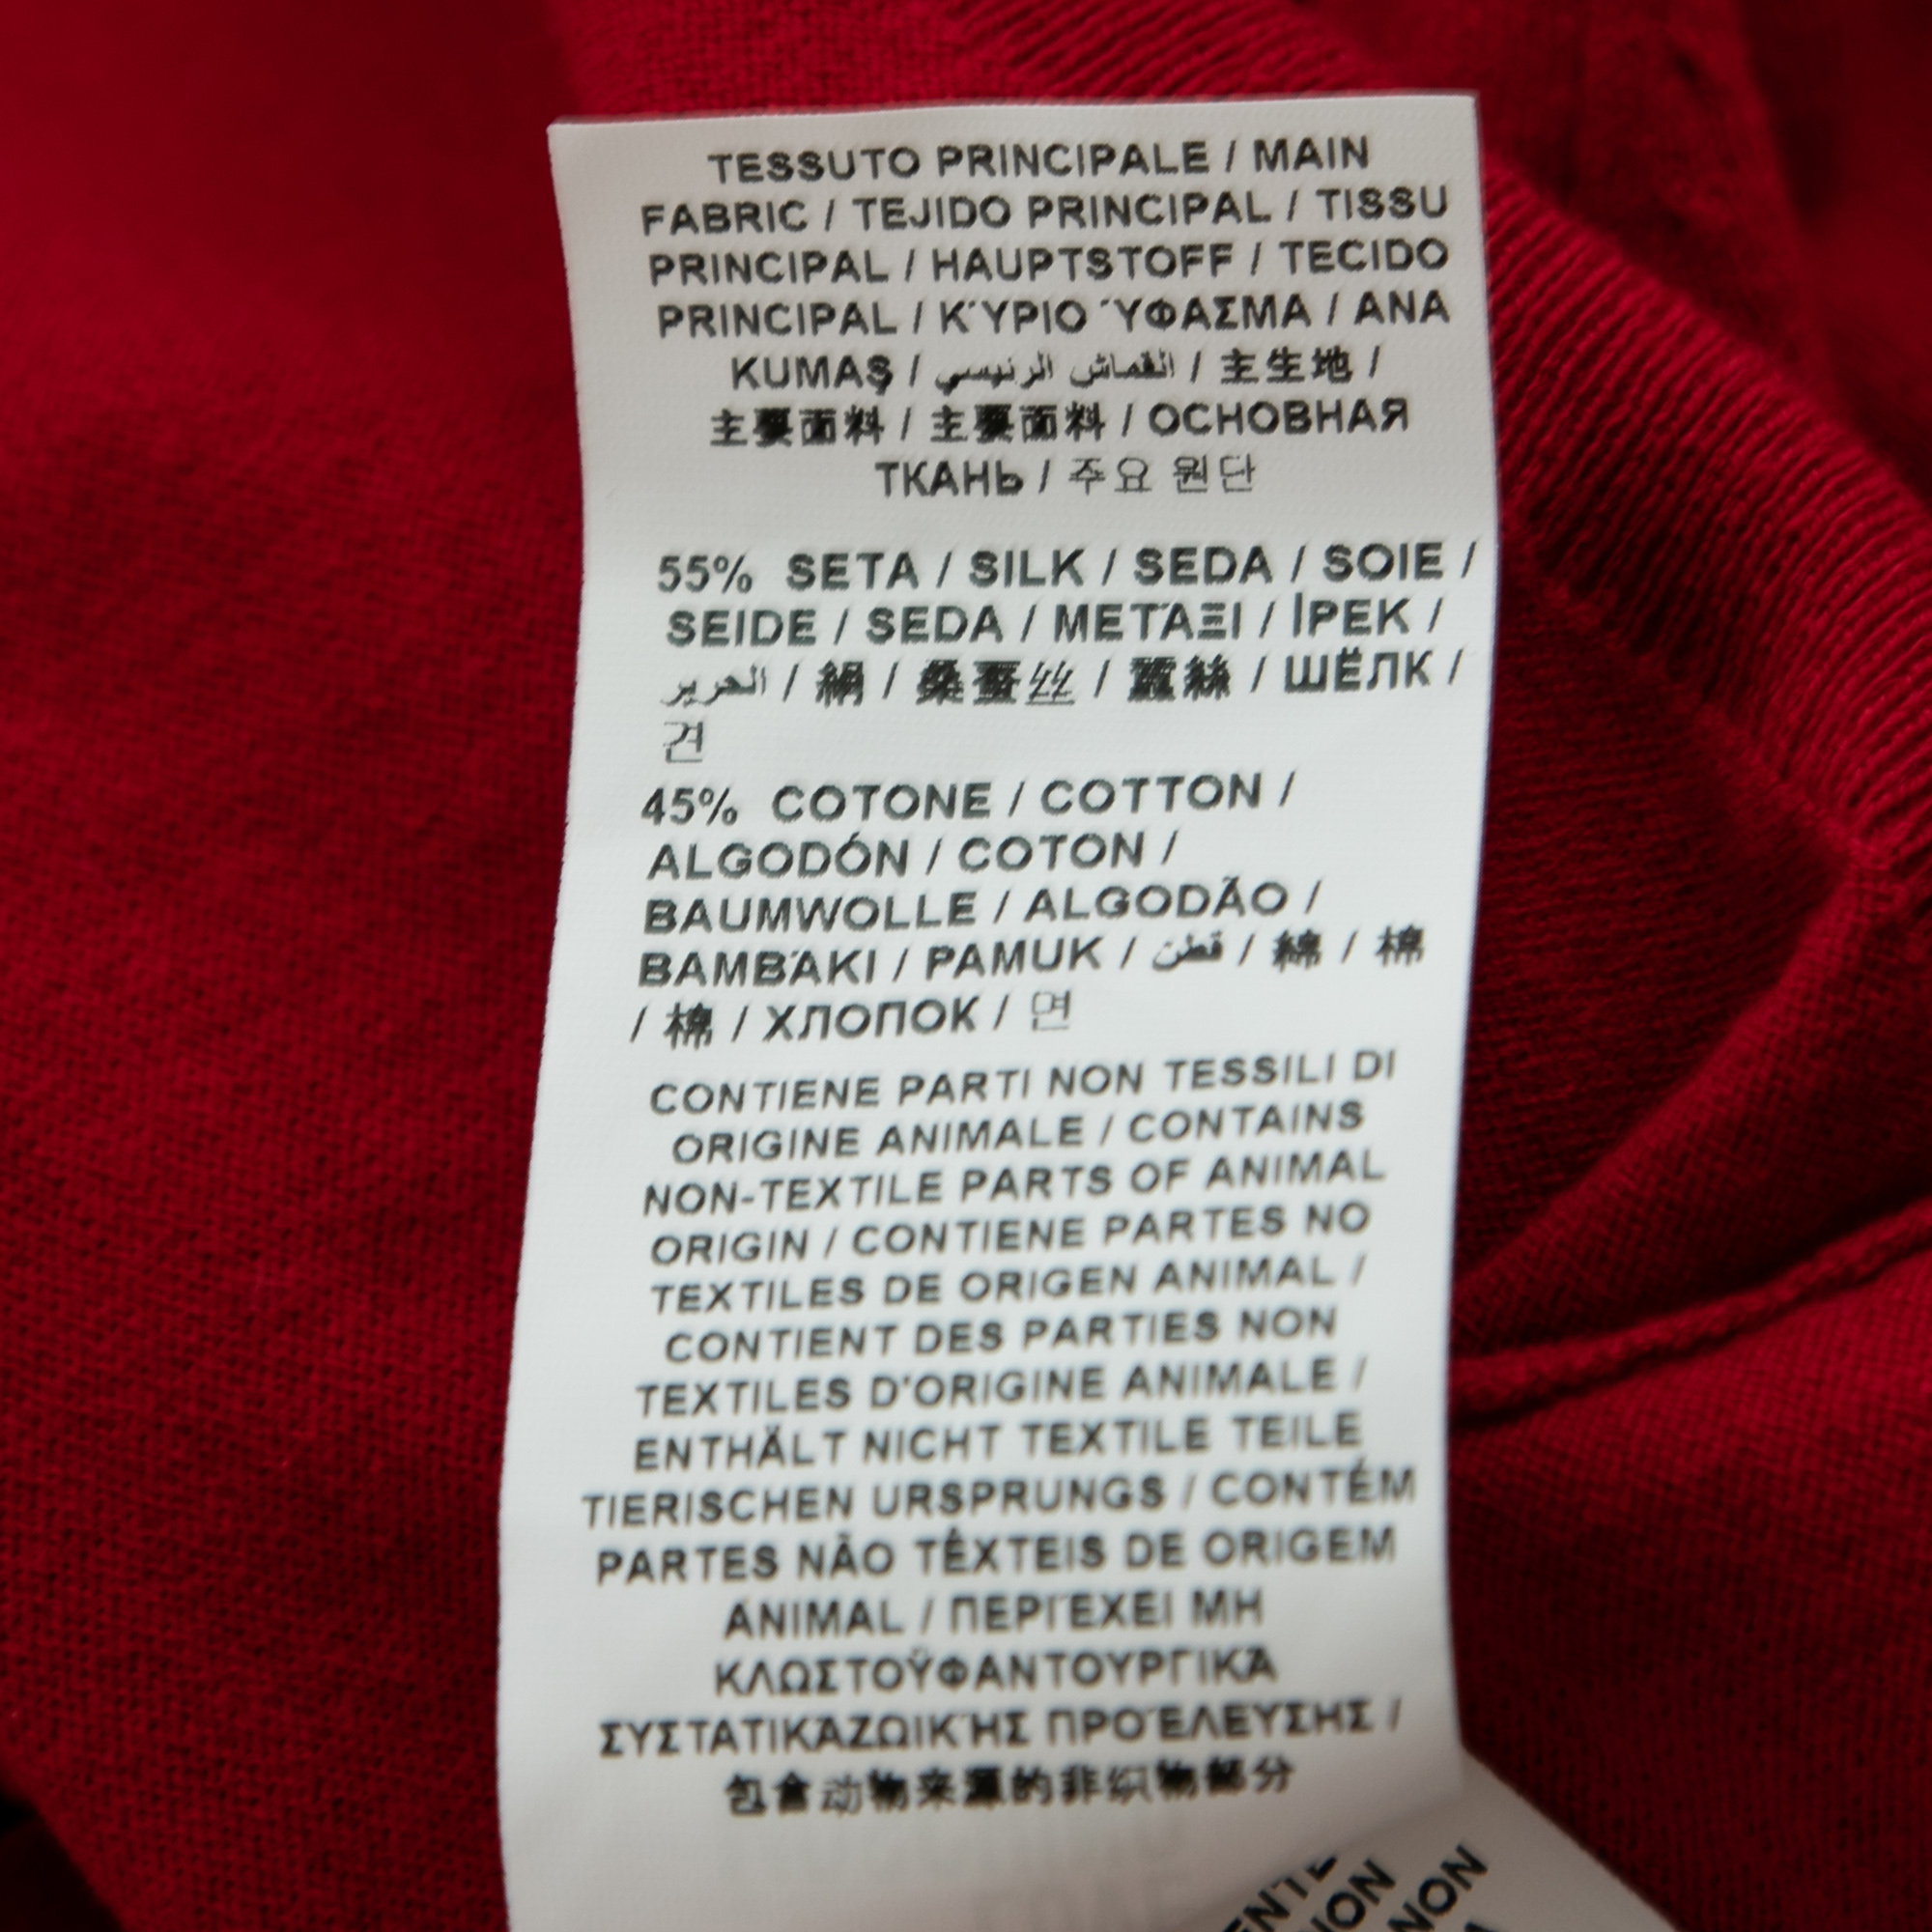 TESSUTO PRINCIPALE / MAIN
FABRIC / TEJIDO PRINCIPAL / TISSU
PRINCIPAL / HAUPTSTOFF / TECIDO
PRINCIPAL / Κ΄ΥΡΙΟ ΄ΥΦΑΣΜΑ / ANA
KUMAŞ / القماش الرئيسي / 主生地 /
主要面料 / 主要面料 / ОСНОВНАЯ
ТКАНЬ / 주요 원단
55% SETA / SILK / SEDA / SOIE /
SEIDE / SEDA / ΜΕΤΆΞΙ / İPEK /
الحرير / 絹 / 桑蚕丝 / 蠶絲 / ШЁЛК /
견
45% COTONE / COTTON /
ALGODÓN / COTON /
BAUMWOLLE / ALGODÃO /
ΒΑΜΒΆΚΙ / PAMUK / قطن / 綿 / 棉
/ 棉 / ХЛОПОК / 면
CONTIENE PARTI NON TESSILI DI
ORIGINE ANIMALE / CONTAINS
NON-TEXTILE PARTS OF ANIMAL
ORIGIN / CONTIENE PARTES NO
TEXTILES DE ORIGEN ANIMAL /
CONTIENT DES PARTIES NON
TEXTILES D'ORIGINE ANIMALE /
ENTHÄLT NICHT TEXTILE TEILE
TIERISCHEN URSPRUNGS / CONTÉM
PARTES NÃO TÊXTEIS DE ORIGEM
ANIMAL / ΠΕΡΙΈΧΕΙ ΜΗ
ΚΛΩΣΤΟΫΦΑΝΤΟΥΡΓΙΚΆ
ΣΥΣΤΑΤΙΚΆΖΩΙΚΉΣ ΠΡΟΈΛΕΥΣΗΣ /
包含动物来源的非织物部分
NON